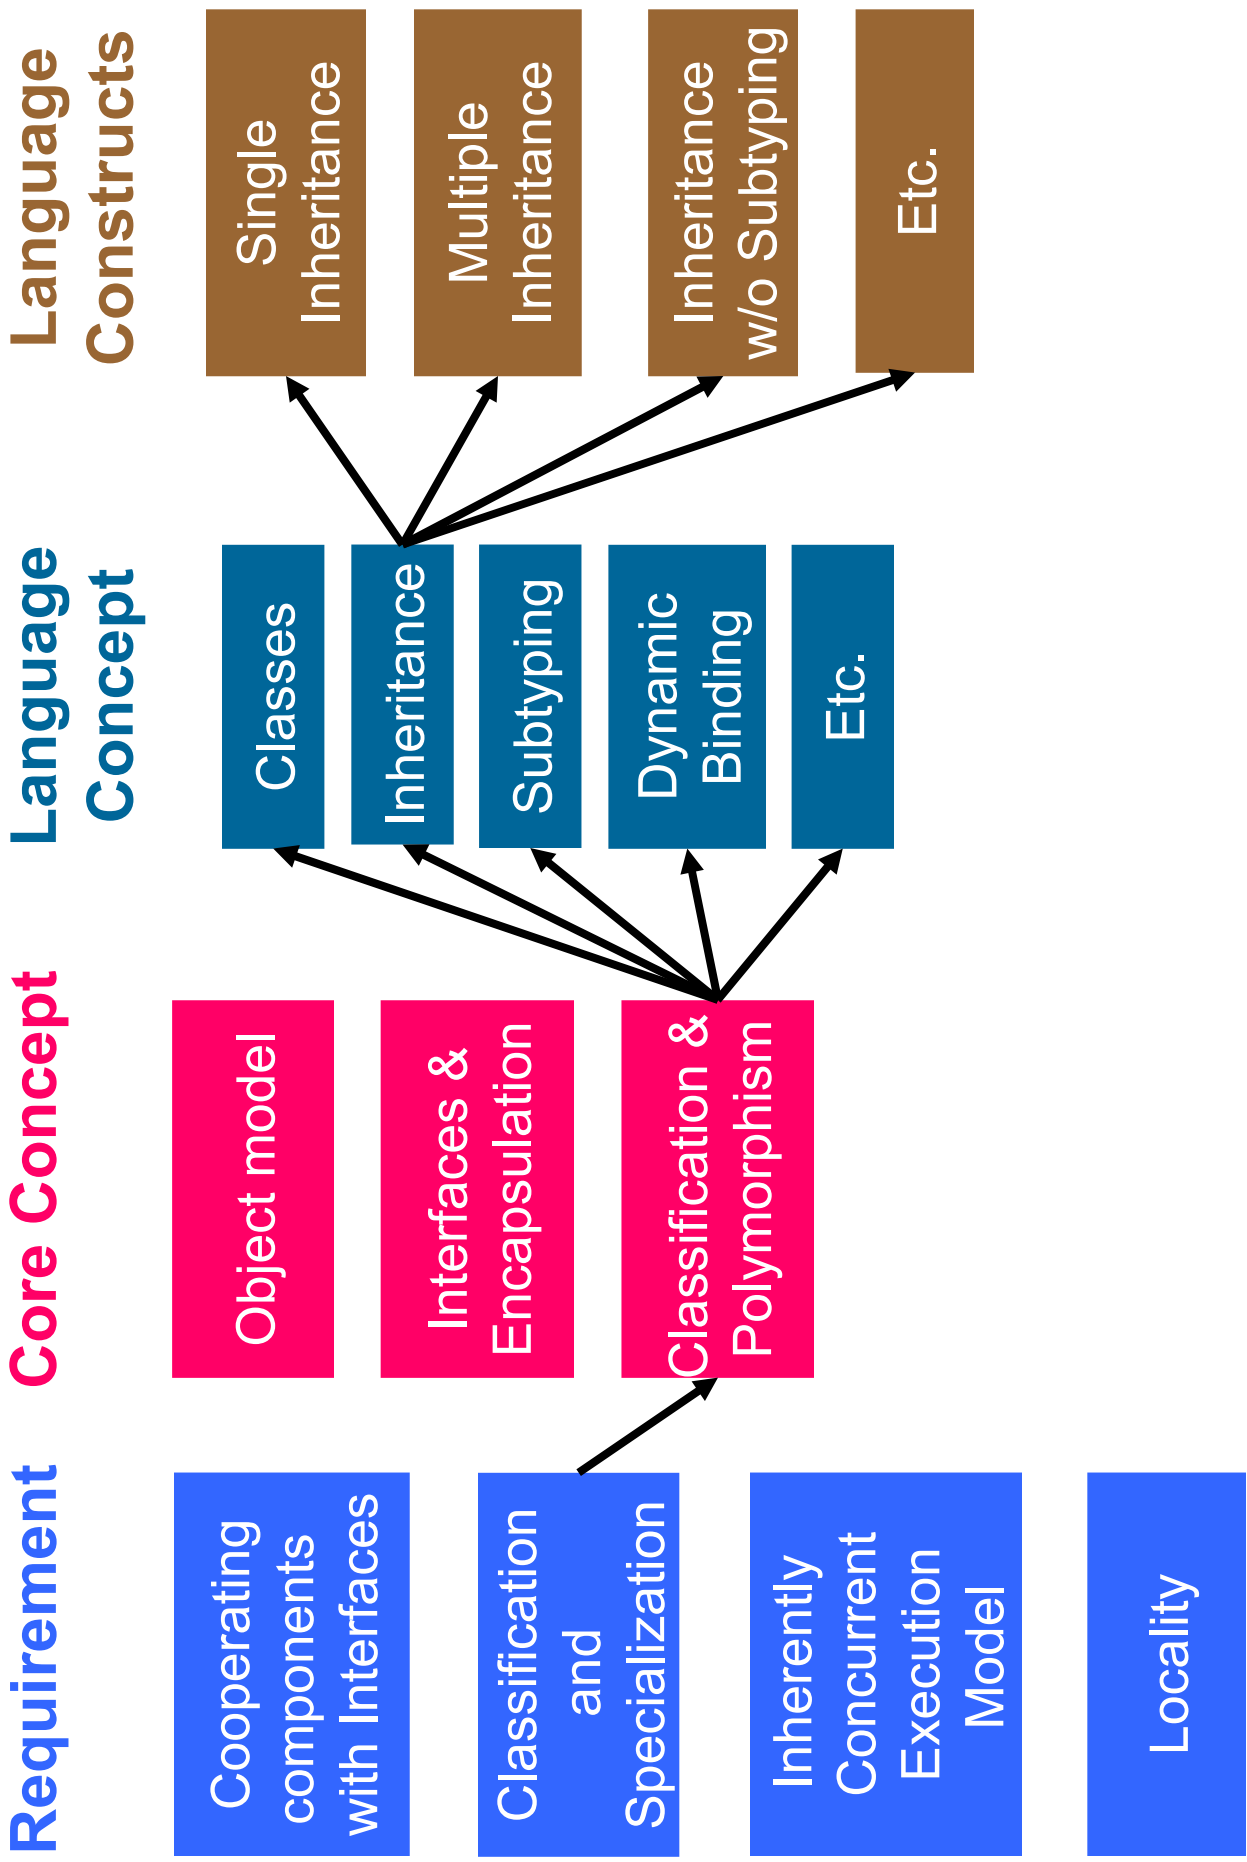 Requirement
Core Concept
Language
Concept
Language
Constructs
Cooperating
components
with Interfaces
Classification
and
Specialization
Inherently
Concurrent
Execution
Model
Locality
Object model
Interfaces &
Encapsulation
Classification &
Polymorphism
Classes
Inheritance
Subtyping
Dynamic
Binding
Etc.
Single
Inheritance
Multiple
Inheritance
Inheritance
w/o Subtyping
Etc.